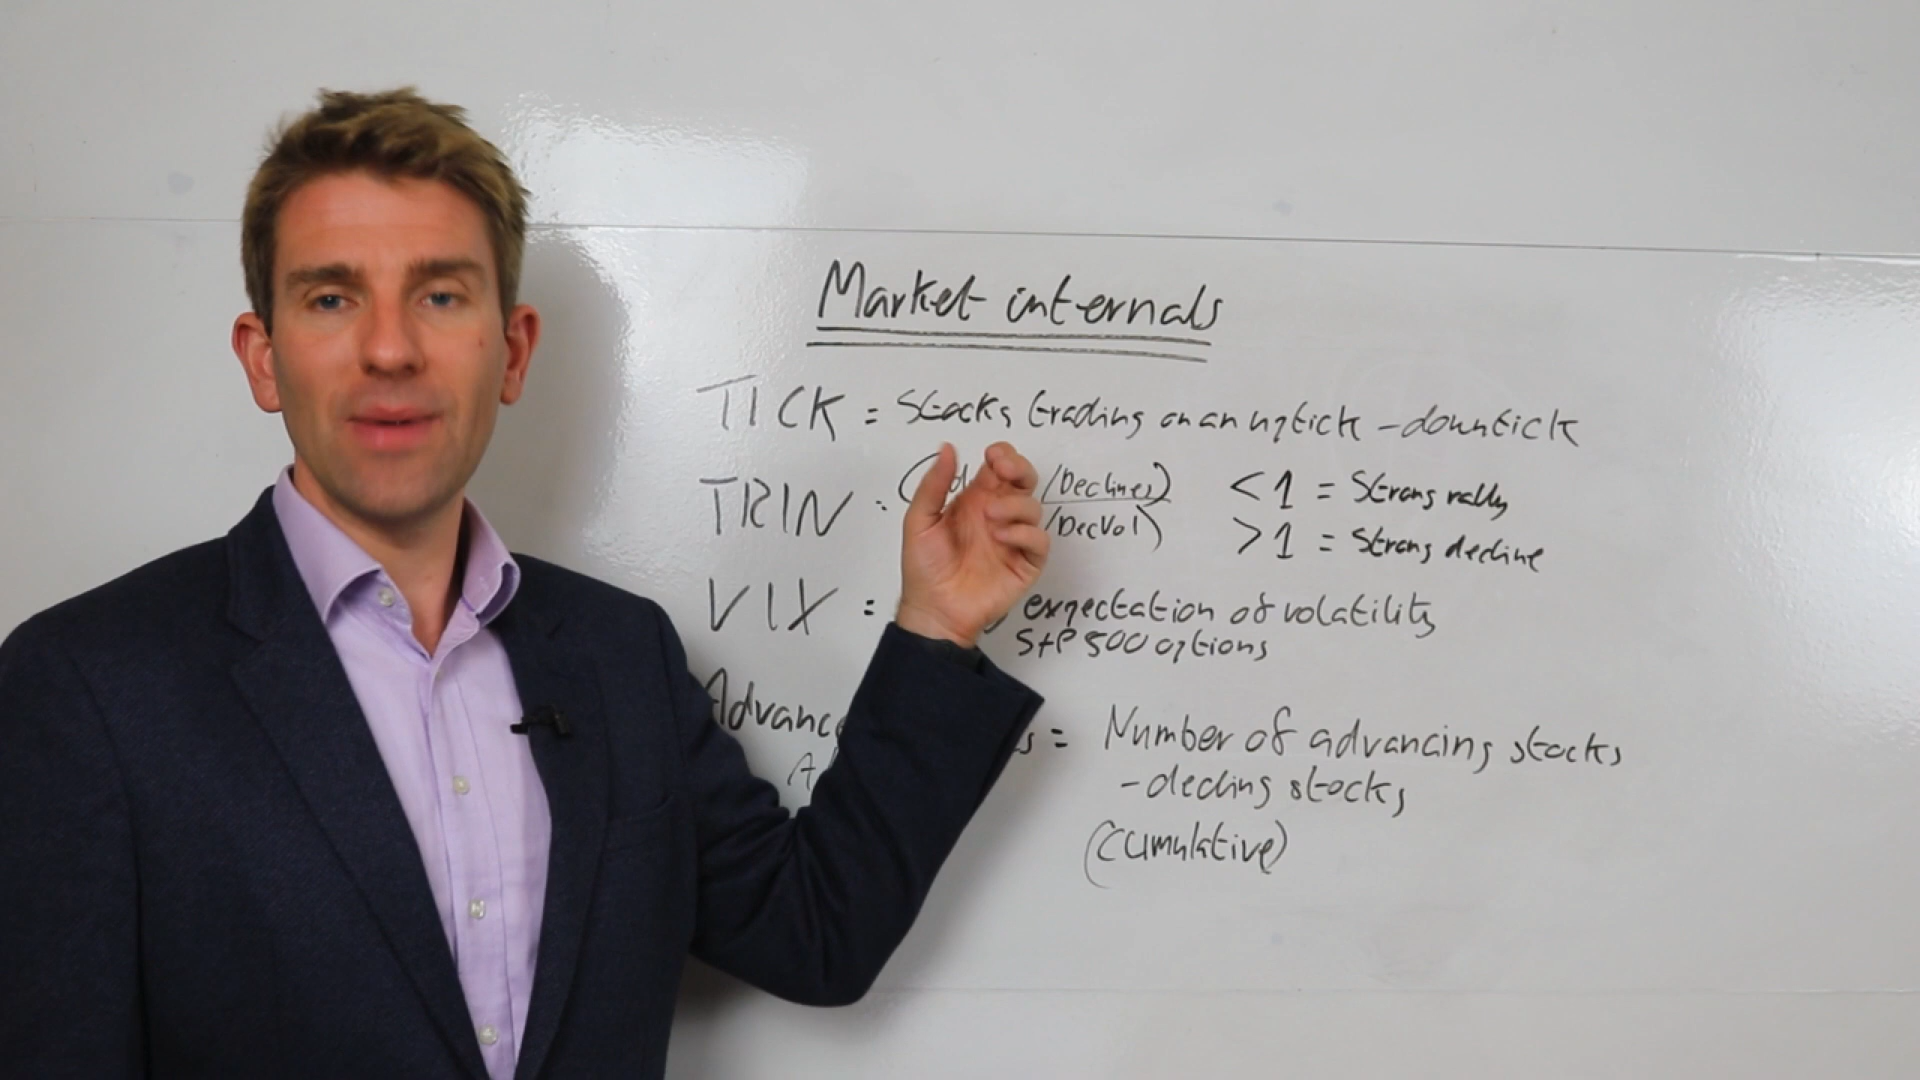 Market internals
TICK = Stocks trading on an uptick - downtick
TRIN = ( /Declines) < 1 = Strong rally
/DecVol) > 1 = Strong decline
VIX = expectation of volatility
S+P 500 options
= Number of advancing stocks
- declining stocks
(cumulative)